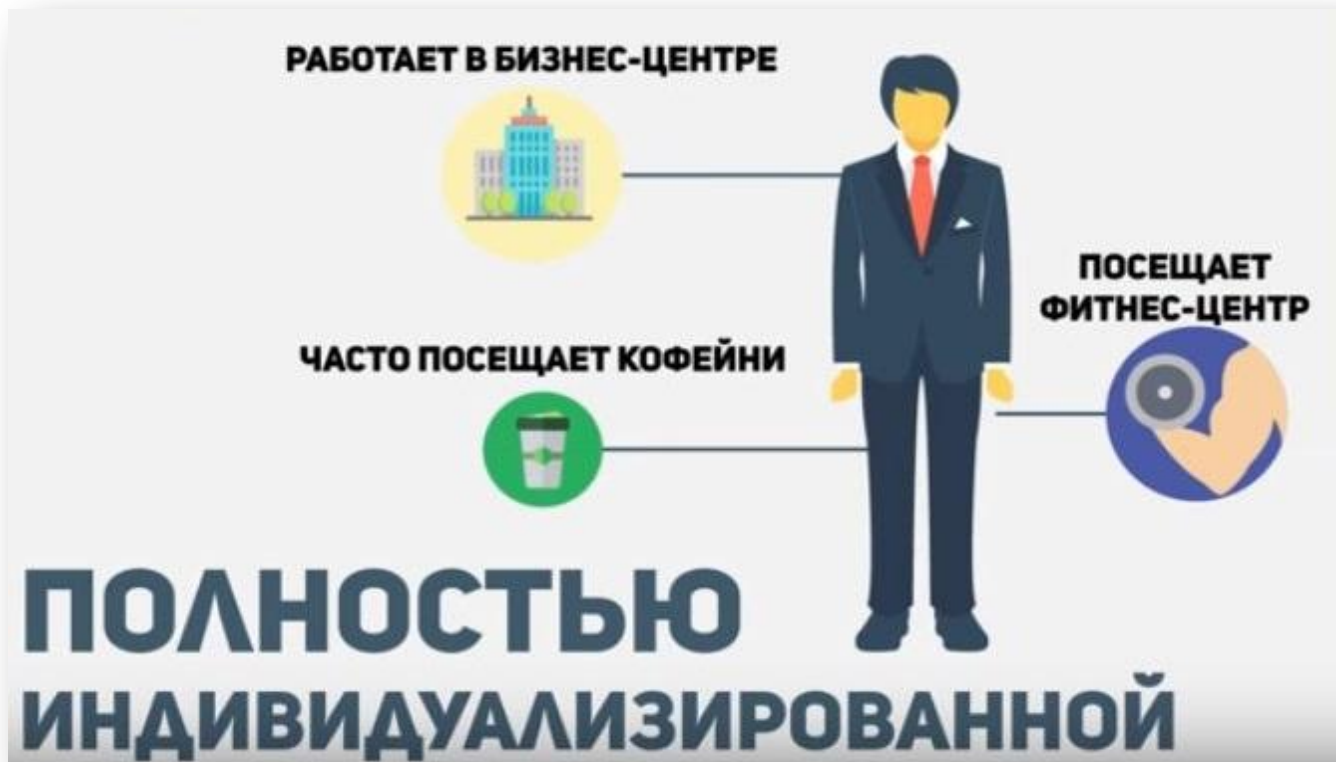 РАБОТАЕТ В БИЗНЕС-ЦЕНТРЕ
ПОСЕЩАЕТ
ФИТНЕС-ЦЕНТР
ЧАСТО ПОСЕЩАЕТ КОФЕЙНИ
ПОЛНОСТЬЮ
ИНДИВИДУАЛИЗИРОВАННОЙ